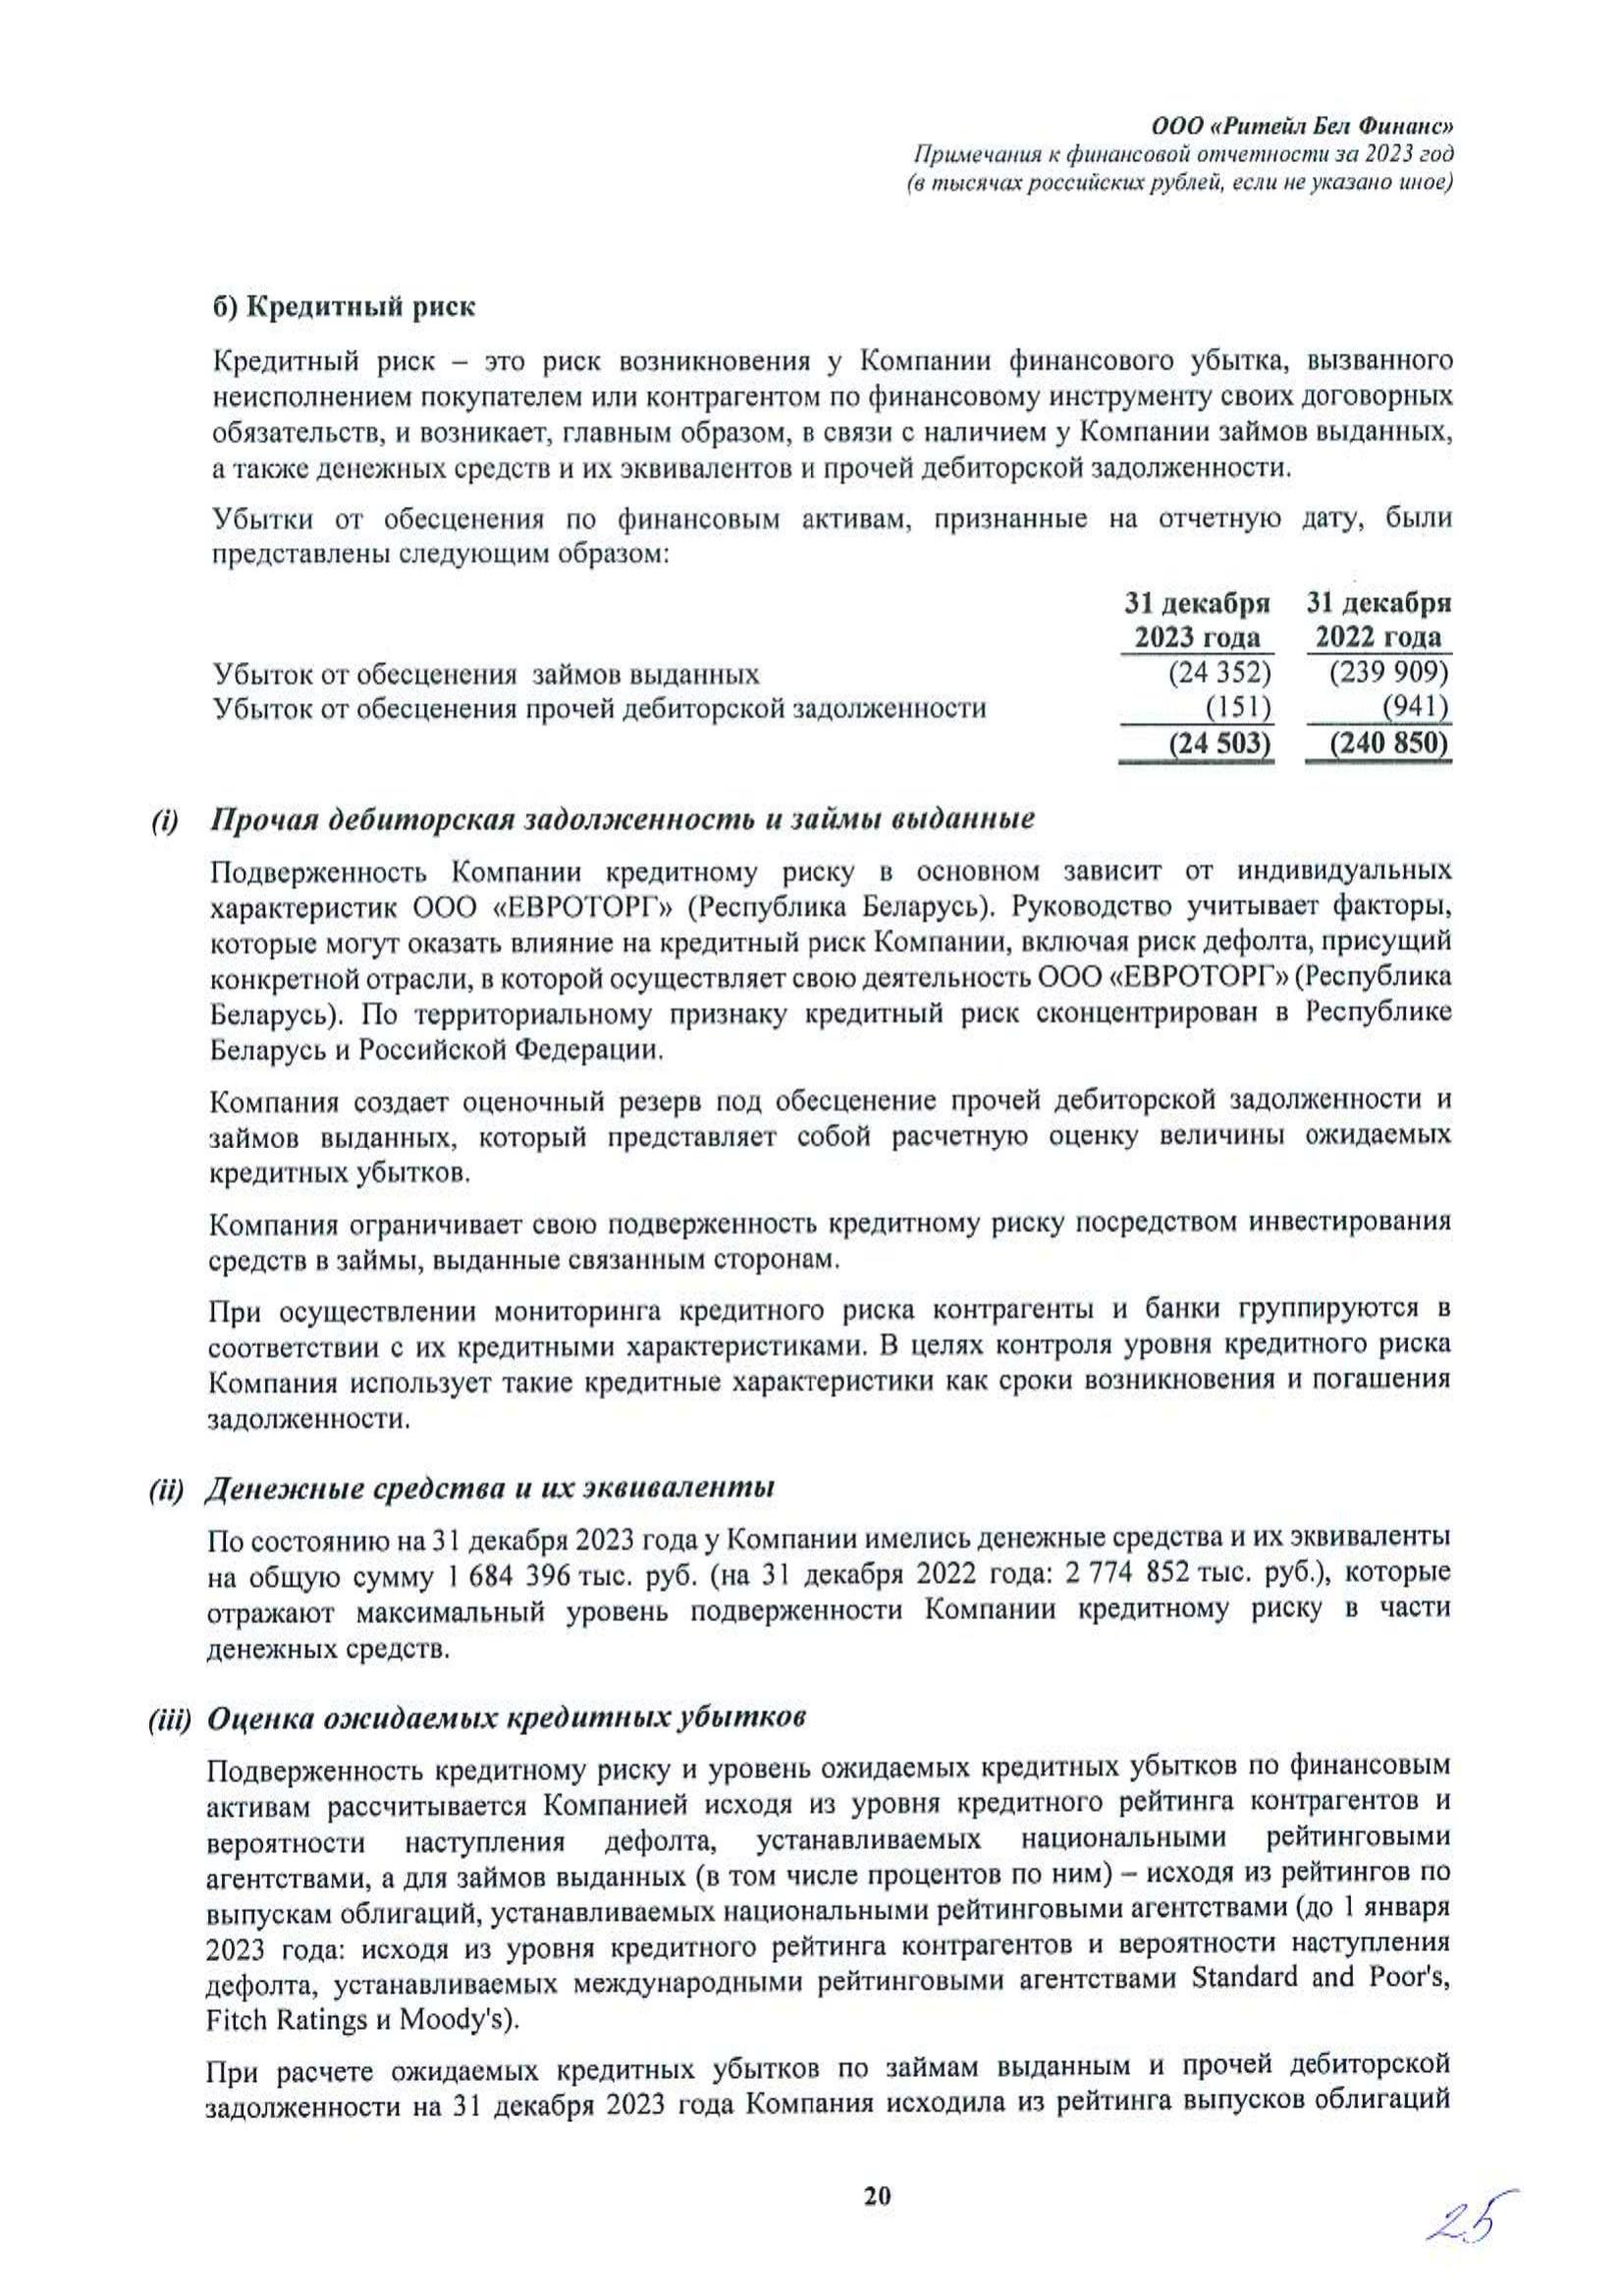 ООО «Ритейл Бел Финанс»
Примечания к финансовой отчетности за 2023 год
(в тысячах российских рублей, если не указано иное)
б) Кредитный риск
Кредитный риск – это риск возникновения у Компании финансового убытка, вызванного
неисполнением покупателем или контрагентом по финансовому инструменту своих договорных
обязательств, и возникает, главным образом, в связи с наличием у Компании займов выданных,
а также денежных средств и их эквивалентов и прочей дебиторской задолженности.
Убытки от обесценения по финансовым активам, признанные на отчетную дату, были
представлены следующим образом:
31 декабря 31 декабря
2023 года 2022 года
Убыток от обесценения займов выданных (24 352) (239 909)
Убыток от обесценения прочей дебиторской задолженности (151) (941)
(24 503) (240 850)
(i) Прочая дебиторская задолженность и займы выданные
Подверженность Компании кредитному риску в основном зависит от индивидуальных
характеристик ООО «ЕВРОТОРГ» (Республика Беларусь). Руководство учитывает факторы,
которые могут оказать влияние на кредитный риск Компании, включая риск дефолта, присущий
конкретной отрасли, в которой осуществляет свою деятельность ООО «ЕВРОТОРГ» (Республика
Беларусь). По территориальному признаку кредитный риск сконцентрирован в Республике
Беларусь и Российской Федерации.
Компания создает оценочный резерв под обесценение прочей дебиторской задолженности и
займов выданных, который представляет собой расчетную оценку величины ожидаемых
кредитных убытков.
Компания ограничивает свою подверженность кредитному риску посредством инвестирования
средств в займы, выданные связанным сторонам.
При осуществлении мониторинга кредитного риска контрагенты и банки группируются в
соответствии с их кредитными характеристиками. В целях контроля уровня кредитного риска
Компания использует такие кредитные характеристики как сроки возникновения и погашения
задолженности.
(ii) Денежные средства и их эквиваленты
По состоянию на 31 декабря 2023 года у Компании имелись денежные средства и их эквиваленты
на общую сумму 1 684 396 тыс. руб. (на 31 декабря 2022 года: 2 774 852 тыс. руб.), которые
отражают максимальный уровень подверженности Компании кредитному риску в части
денежных средств.
(iii) Оценка ожидаемых кредитных убытков
Подверженность кредитному риску и уровень ожидаемых кредитных убытков по финансовым
активам рассчитывается Компанией исходя из уровня кредитного рейтинга контрагентов и
вероятности наступления дефолта, устанавливаемых национальными рейтинговыми
агентствами, а для займов выданных (в том числе процентов по ним) – исходя из рейтингов по
выпускам облигаций, устанавливаемых национальными рейтинговыми агентствами (до 1 января
2023 года: исходя из уровня кредитного рейтинга контрагентов и вероятности наступления
дефолта, устанавливаемых международными рейтинговыми агентствами Standard and Poor's,
Fitch Ratings и Moody's).
При расчете ожидаемых кредитных убытков по займам выданным и прочей дебиторской
задолженности на 31 декабря 2023 года Компания исходила из рейтинга выпусков облигаций
20
25